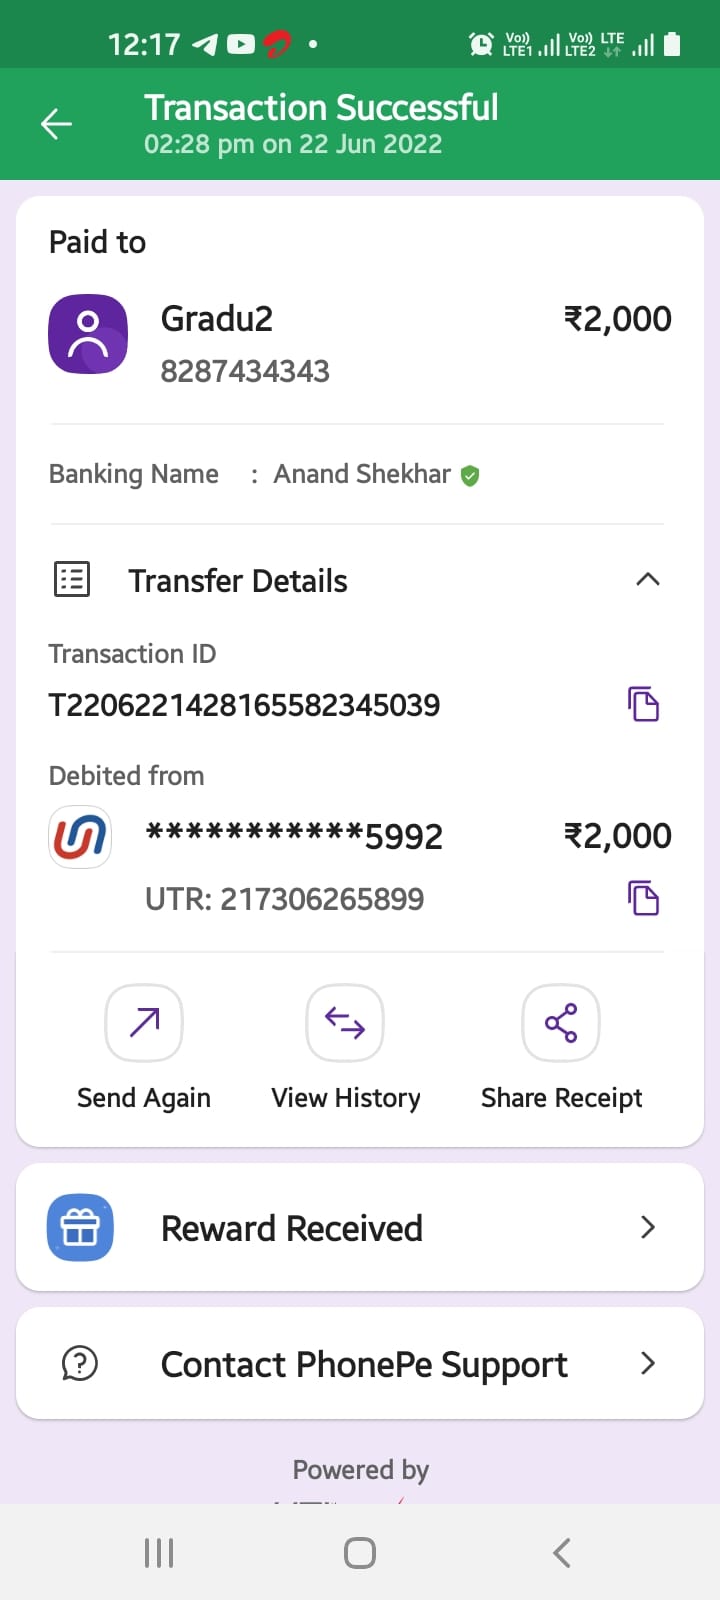 12:17
Vo)) LTE1 Vo)) LTE LTE2
Transaction Successful
02:28 pm on 22 Jun 2022
Paid to
Gradu2 ₹2,000
8287434343
Banking Name : Anand Shekhar
Transfer Details
Transaction ID
T2206221428165582345039
Debited from
***********5992 ₹2,000
UTR: 217306265899
Send Again View History Share Receipt
Reward Received
Contact PhonePe Support
Powered by